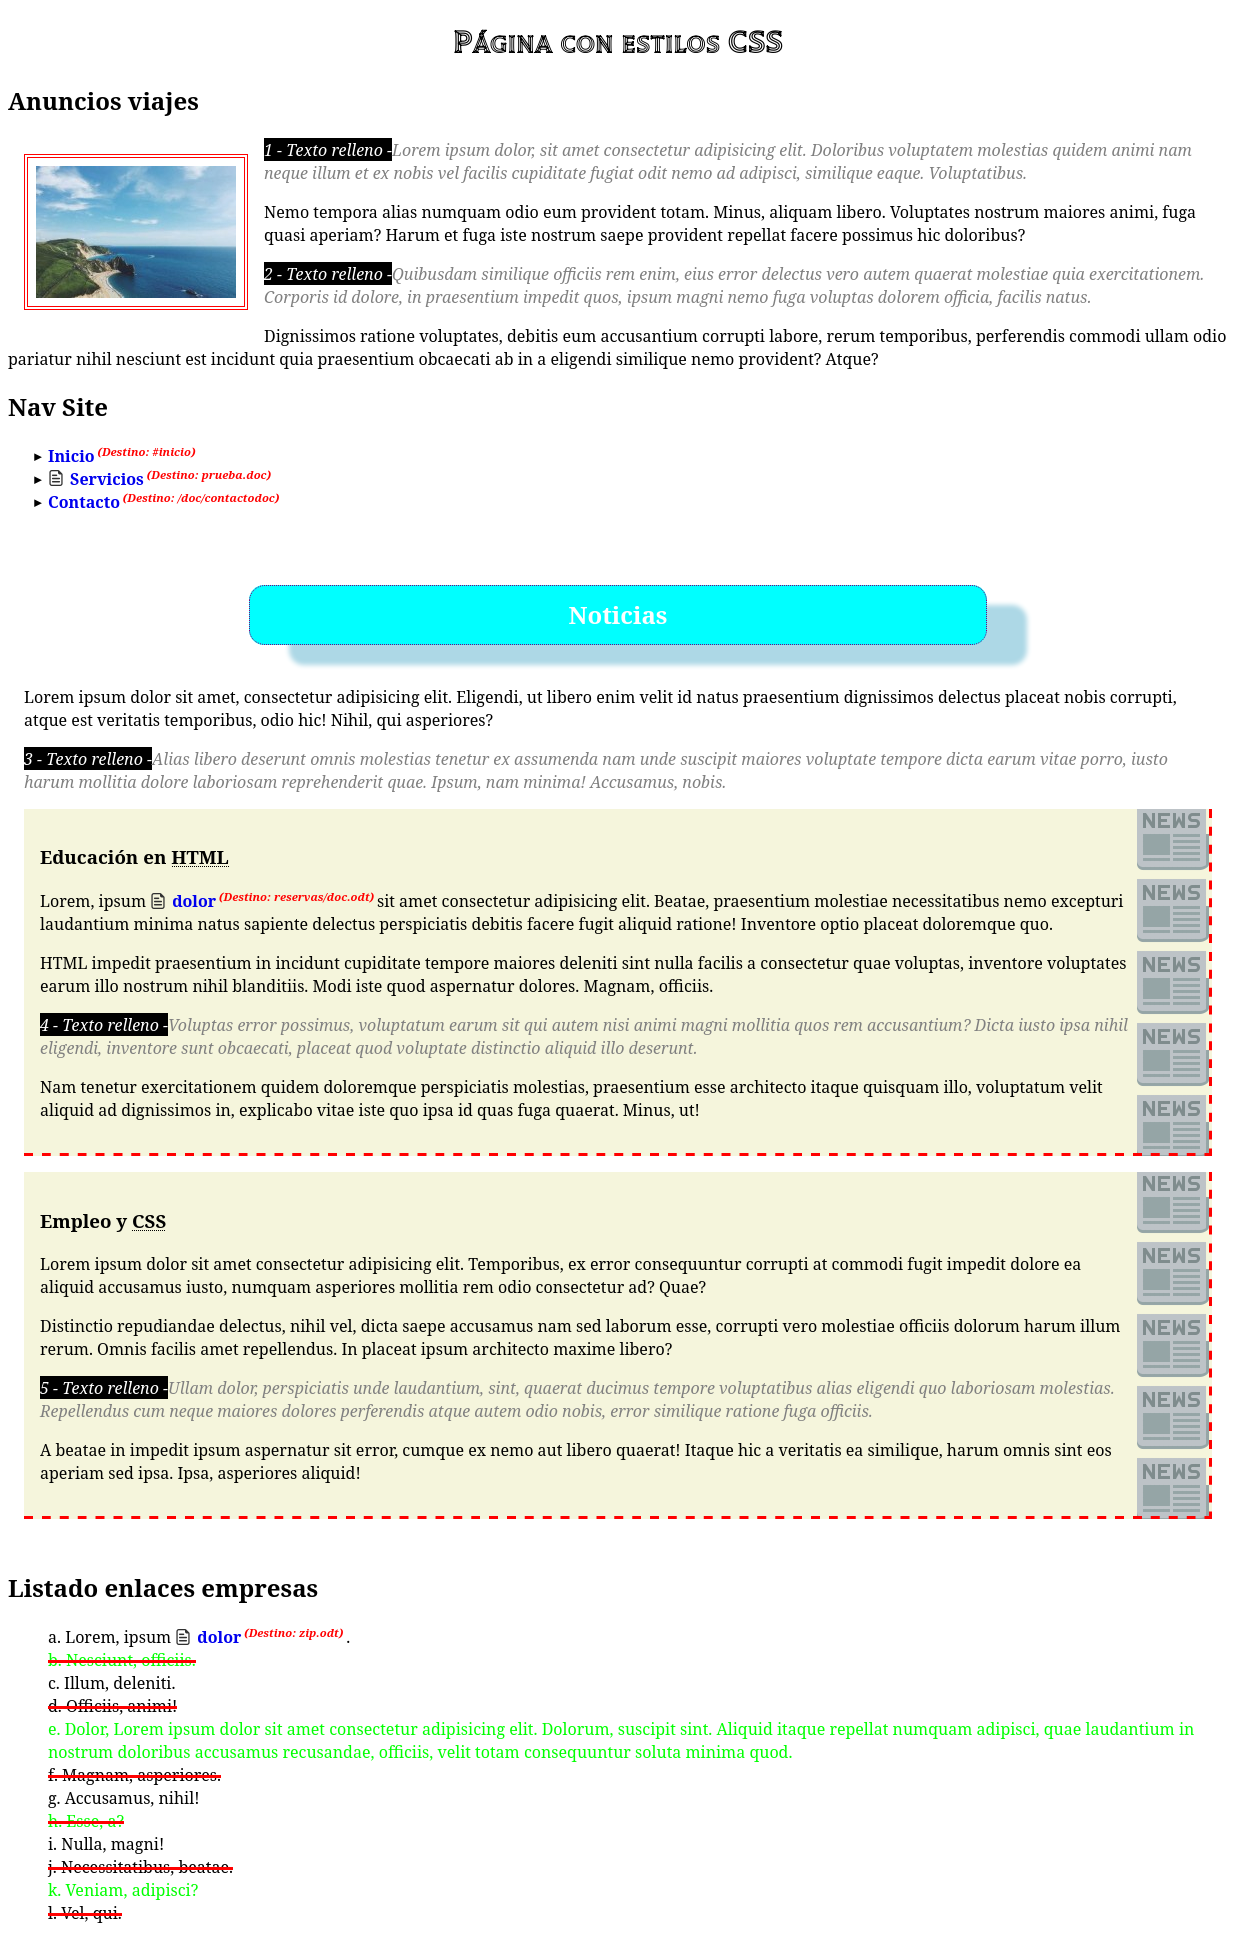 Página con estilos CSS
Anuncios viajes
1 - Texto relleno -Lorem ipsum dolor, sit amet consectetur adipisicing elit. Doloribus voluptatem molestias quidem animi nam
neque illum et ex nobis vel facilis cupiditate fugiat odit nemo ad adipisci, similique eaque. Voluptatibus.
Nemo tempora alias numquam odio eum provident totam. Minus, aliquam libero. Voluptates nostrum maiores animi, fuga
quasi aperiam? Harum et fuga iste nostrum saepe provident repellat facere possimus hic doloribus?
2 - Texto relleno -Quibusdam similique officiis rem enim, eius error delectus vero autem quaerat molestiae quia exercitationem.
Corporis id dolore, in praesentium impedit quos, ipsum magni nemo fuga voluptas dolorem officia, facilis natus.
Dignissimos ratione voluptates, debitis eum accusantium corrupti labore, rerum temporibus, perferendis commodi ullam odio
pariatur nihil nesciunt est incidunt quia praesentium obcaecati ab in a eligendi similique nemo provident? Atque?
Nav Site
► Inicio (Destino: #inicio)
► Servicios (Destino: prueba.doc)
► Contacto (Destino: /doc/contactodoc)
Noticias
Lorem ipsum dolor sit amet, consectetur adipisicing elit. Eligendi, ut libero enim velit id natus praesentium dignissimos delectus placeat nobis corrupti,
atque est veritatis temporibus, odio hic! Nihil, qui asperiores?
3 - Texto relleno -Alias libero deserunt omnis molestias tenetur ex assumenda nam unde suscipit maiores voluptate tempore dicta earum vitae porro, iusto
harum mollitia dolore laboriosam reprehenderit quae. Ipsum, nam minima! Accusamus, nobis.
NEWS
Educación en HTML
NEWS
Lorem, ipsum dolor (Destino: reservas/doc.odt) sit amet consectetur adipisicing elit. Beatae, praesentium molestiae necessitatibus nemo excepturi
laudantium minima natus sapiente delectus perspiciatis debitis facere fugit aliquid ratione! Inventore optio placeat doloremque quo.
NEWS
HTML impedit praesentium in incidunt cupiditate tempore maiores deleniti sint nulla facilis a consectetur quae voluptas, inventore voluptates
earum illo nostrum nihil blanditiis. Modi iste quod aspernatur dolores. Magnam, officiis.
4 - Texto relleno -Voluptas error possimus, voluptatum earum sit qui autem nisi animi magni mollitia quos rem accusantium? Dicta iusto ipsa nihil
NEWS
eligendi, inventore sunt obcaecati, placeat quod voluptate distinctio aliquid illo deserunt.
Nam tenetur exercitationem quidem doloremque perspiciatis molestias, praesentium esse architecto itaque quisquam illo, voluptatum velit
NEWS
aliquid ad dignissimos in, explicabo vitae iste quo ipsa id quas fuga quaerat. Minus, ut!
NEWS
Empleo y CSS
NEWS
Lorem ipsum dolor sit amet consectetur adipisicing elit. Temporibus, ex error consequuntur corrupti at commodi fugit impedit dolore ea
aliquid accusamus iusto, numquam asperiores mollitia rem odio consectetur ad? Quae?
NEWS
Distinctio repudiandae delectus, nihil vel, dicta saepe accusamus nam sed laborum esse, corrupti vero molestiae officiis dolorum harum illum
rerum. Omnis facilis amet repellendus. In placeat ipsum architecto maxime libero?
5 - Texto relleno -Ullam dolor, perspiciatis unde laudantium, sint, quaerat ducimus tempore voluptatibus alias eligendi quo laboriosam molestias.
NEWS
Repellendus cum neque maiores dolores perferendis atque autem odio nobis, error similique ratione fuga officiis.
A beatae in impedit ipsum aspernatur sit error, cumque ex nemo aut libero quaerat! Itaque hic a veritatis ea similique, harum omnis sint eos
NEWS
aperiam sed ipsa. Ipsa, asperiores aliquid!
Listado enlaces empresas
a. Lorem, ipsum dolor (Destino: zip.odt) .
b. Nesciunt, officiis.
c. Illum, deleniti.
d. Officiis, animi!
e. Dolor, Lorem ipsum dolor sit amet consectetur adipisicing elit. Dolorum, suscipit sint. Aliquid itaque repellat numquam adipisci, quae laudantium in
nostrum doloribus accusamus recusandae, officiis, velit totam consequuntur soluta minima quod.
f. Magnam, asperiores.
g. Accusamus, nihil!
h. Esse, a?
i. Nulla, magni!
j. Necessitatibus, beatae.
k. Veniam, adipisci?
l. Vel, qui.